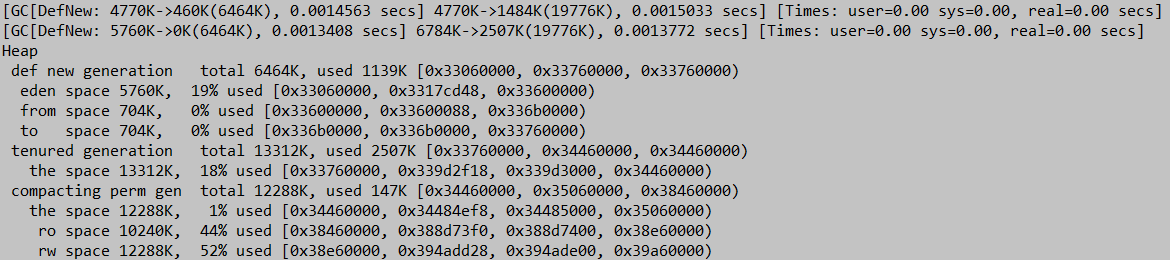 [GC[DefNew: 4770K->460K(6464K), 0.0014563 secs] 4770K->1484K(19776K), 0.0015033 secs] [Times: user=0.00 sys=0.00, real=0.00 secs]
[GC[DefNew: 5760K->0K(6464K), 0.0013408 secs] 6784K->2507K(19776K), 0.0013772 secs] [Times: user=0.00 sys=0.00, real=0.00 secs]
Heap
 def new generation   total 6464K, used 1139K [0x33060000, 0x33760000, 0x33760000)
  eden space 5760K,  19% used [0x33060000, 0x3317cd48, 0x33600000)
  from space 704K,   0% used [0x33600000, 0x33600088, 0x336b0000)
  to   space 704K,   0% used [0x336b0000, 0x336b0000, 0x33760000)
 tenured generation   total 13312K, used 2507K [0x33760000, 0x34460000, 0x34460000)
   the space 13312K,  18% used [0x33760000, 0x339d2f18, 0x339d3000, 0x34460000)
 compacting perm gen  total 12288K, used 147K [0x34460000, 0x35060000, 0x38460000)
   the space 12288K,   1% used [0x34460000, 0x34484ef8, 0x34485000, 0x35060000)
    ro space 10240K,  44% used [0x38460000, 0x388d73f0, 0x388d7400, 0x38e60000)
    rw space 12288K,  52% used [0x38e60000, 0x394add28, 0x394ade00, 0x39a60000)